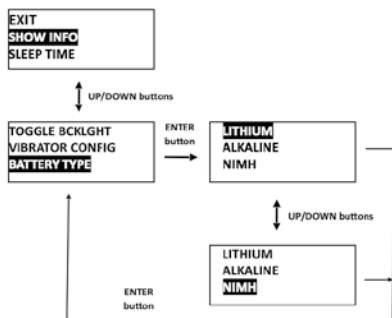 EXIT
SHOW INFO
SLEEP TIME
UP/DOWN buttons
TOGGLE BCKLGHT
VIBRATOR CONFIG
BATTERY TYPE
ENTER
button
LITHIUM
ALKALINE
NIMH
UP/DOWN buttons
LITHIUM
ALKALINE
NIMH
ENTER
button